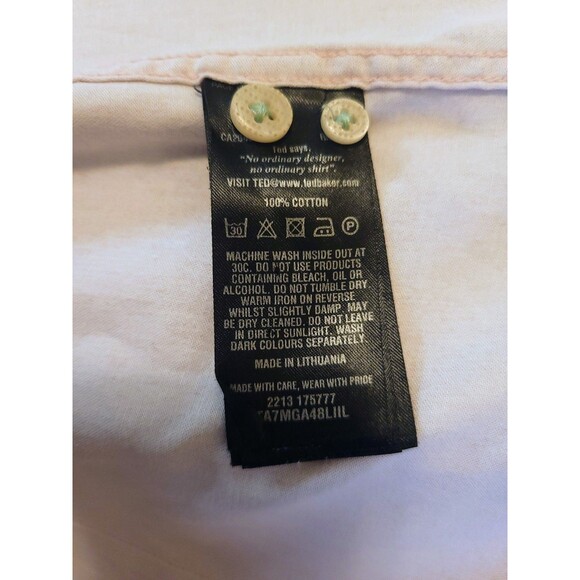 Ted says,
"No ordinary designer,
no ordinary shirt".
VISIT TED@www.tedbaker.com
100% COTTON
30 P
MACHINE WASH INSIDE OUT AT
30C. DO NOT USE PRODUCTS
CONTAINING BLEACH, OIL OR
ALCOHOL. DO NOT TUMBLE DRY.
WARM IRON ON REVERSE
WHILST SLIGHTLY DAMP. MAY
BE DRY CLEANED. DO NOT LEAVE
IN DIRECT SUNLIGHT. WASH
DARK COLOURS SEPARATELY.
MADE IN LITHUANIA
MADE WITH CARE, WEAR WITH PRIDE
2213 175777